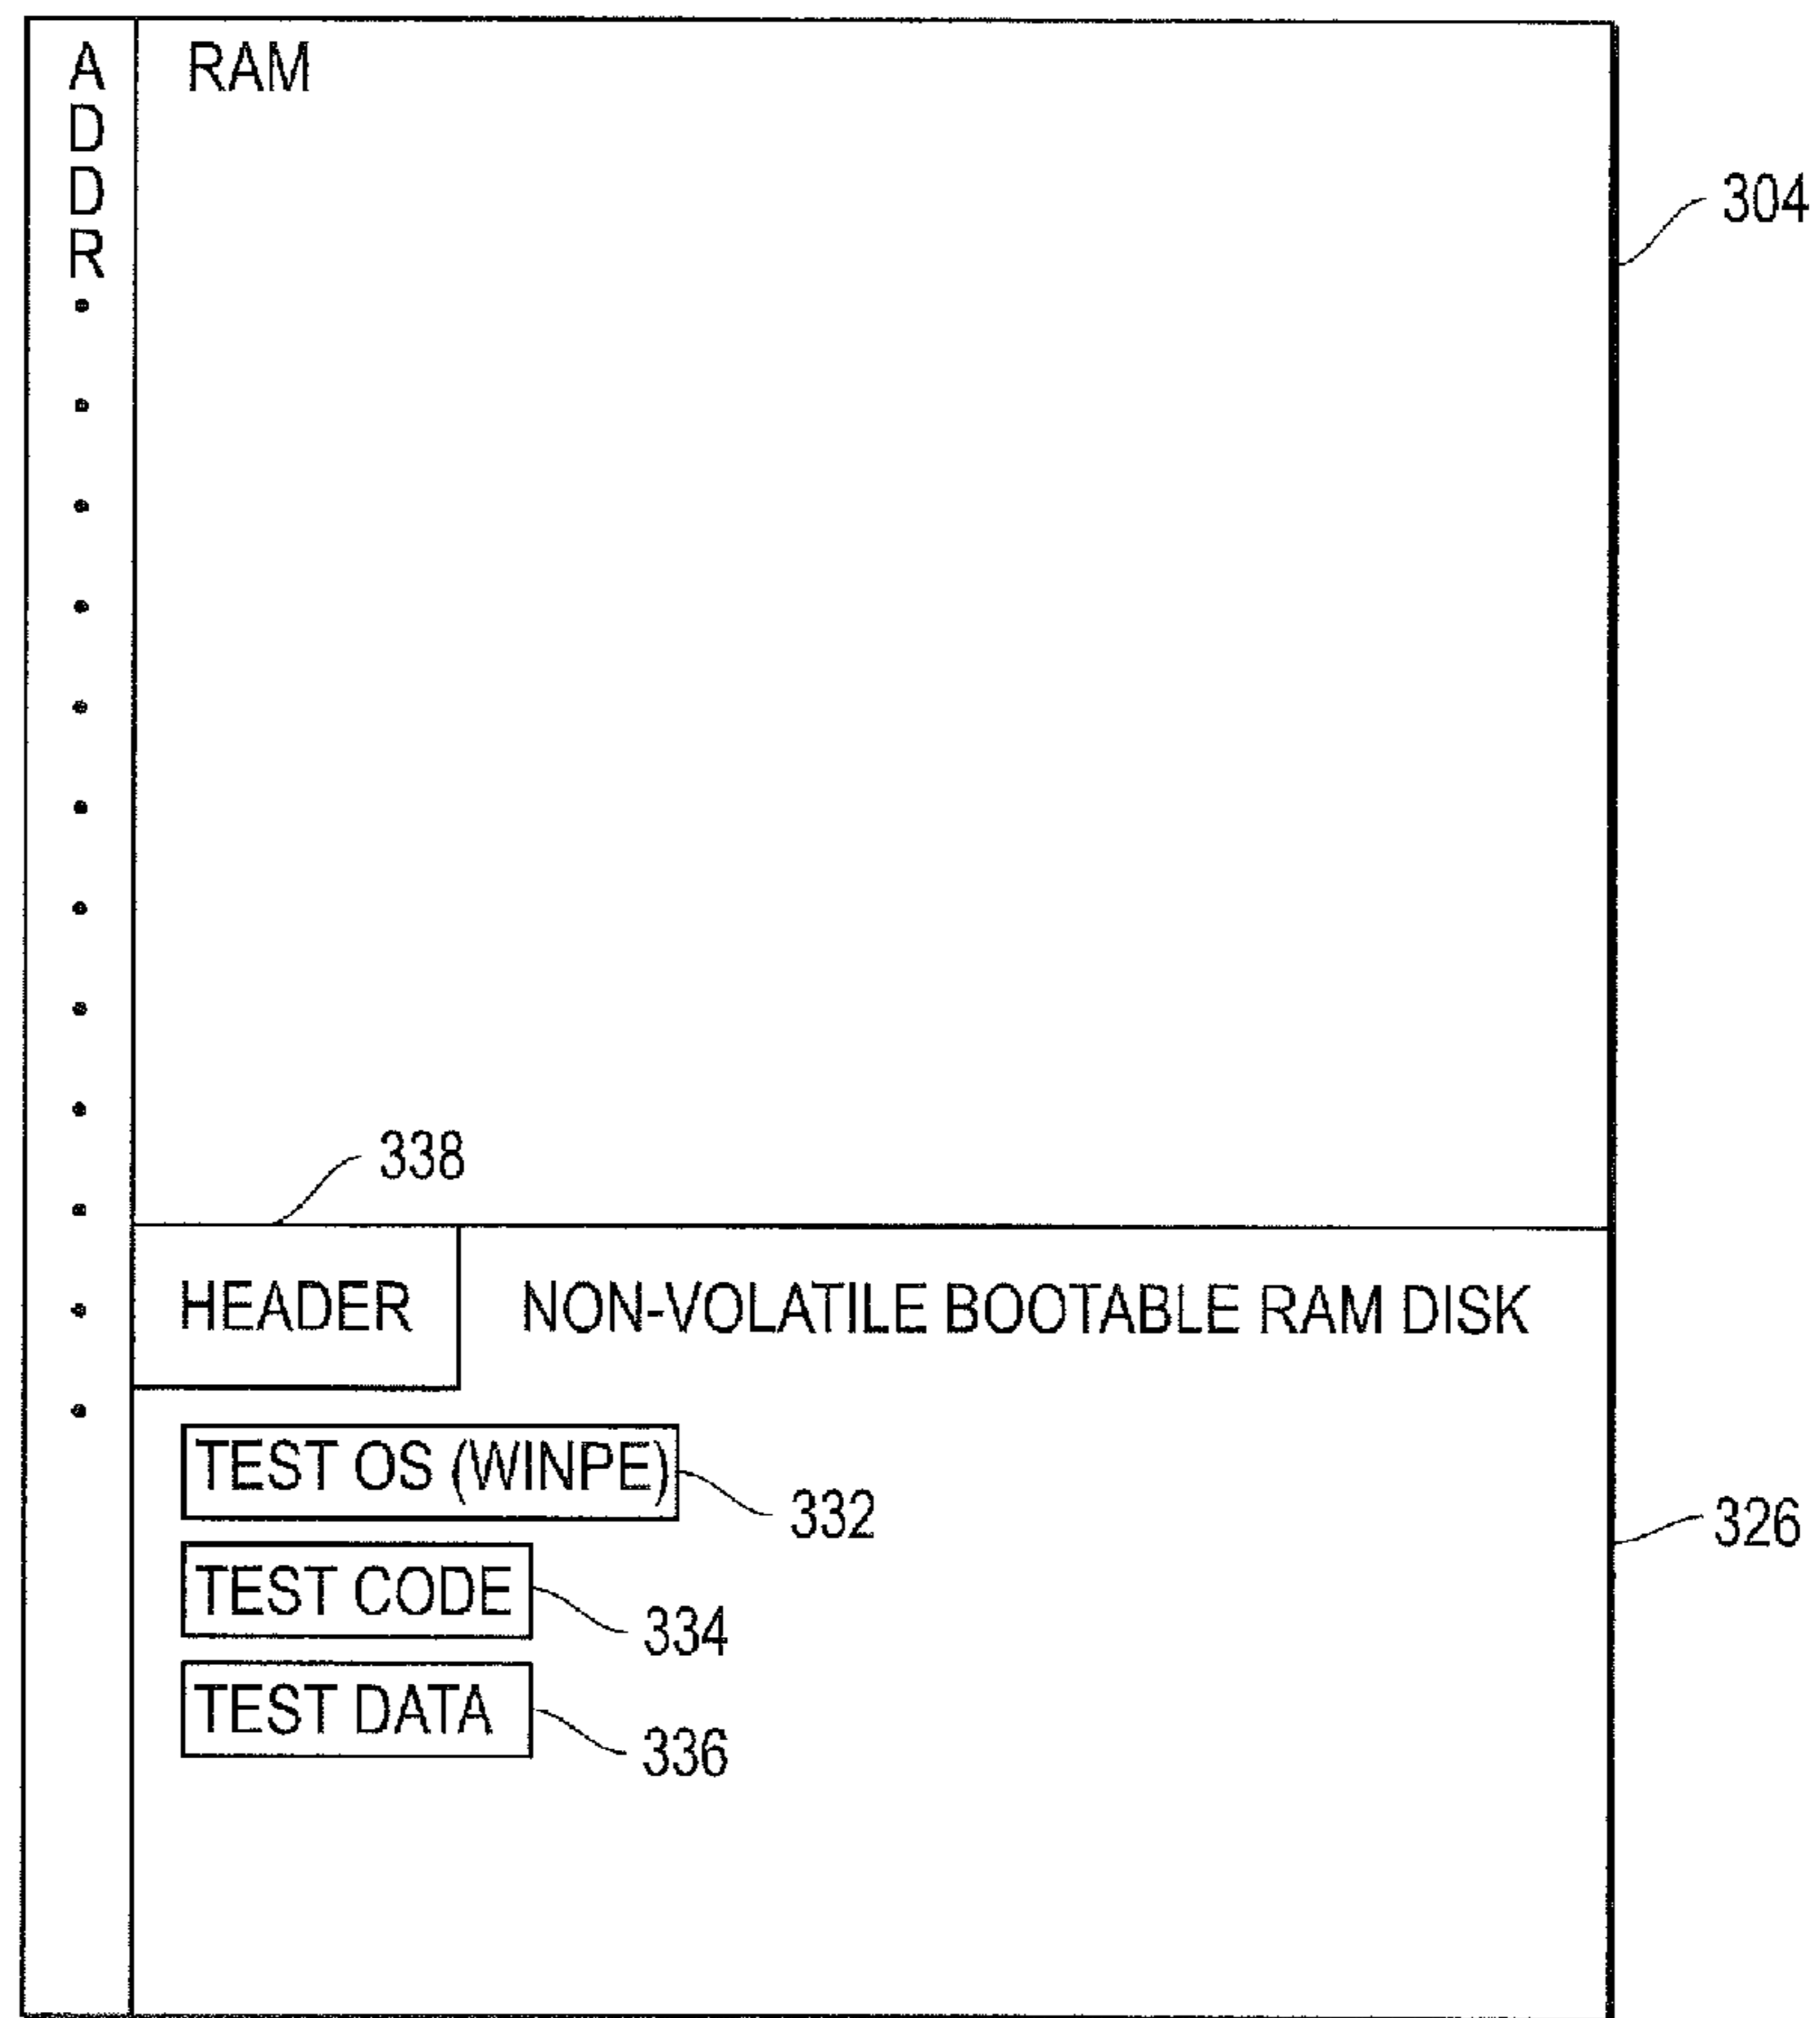 ADDR
RAM
304
338
HEADER
NON-VOLATILE BOOTABLE RAM DISK
TEST OS (WINPE)
332
326
TEST CODE
334
TEST DATA
336